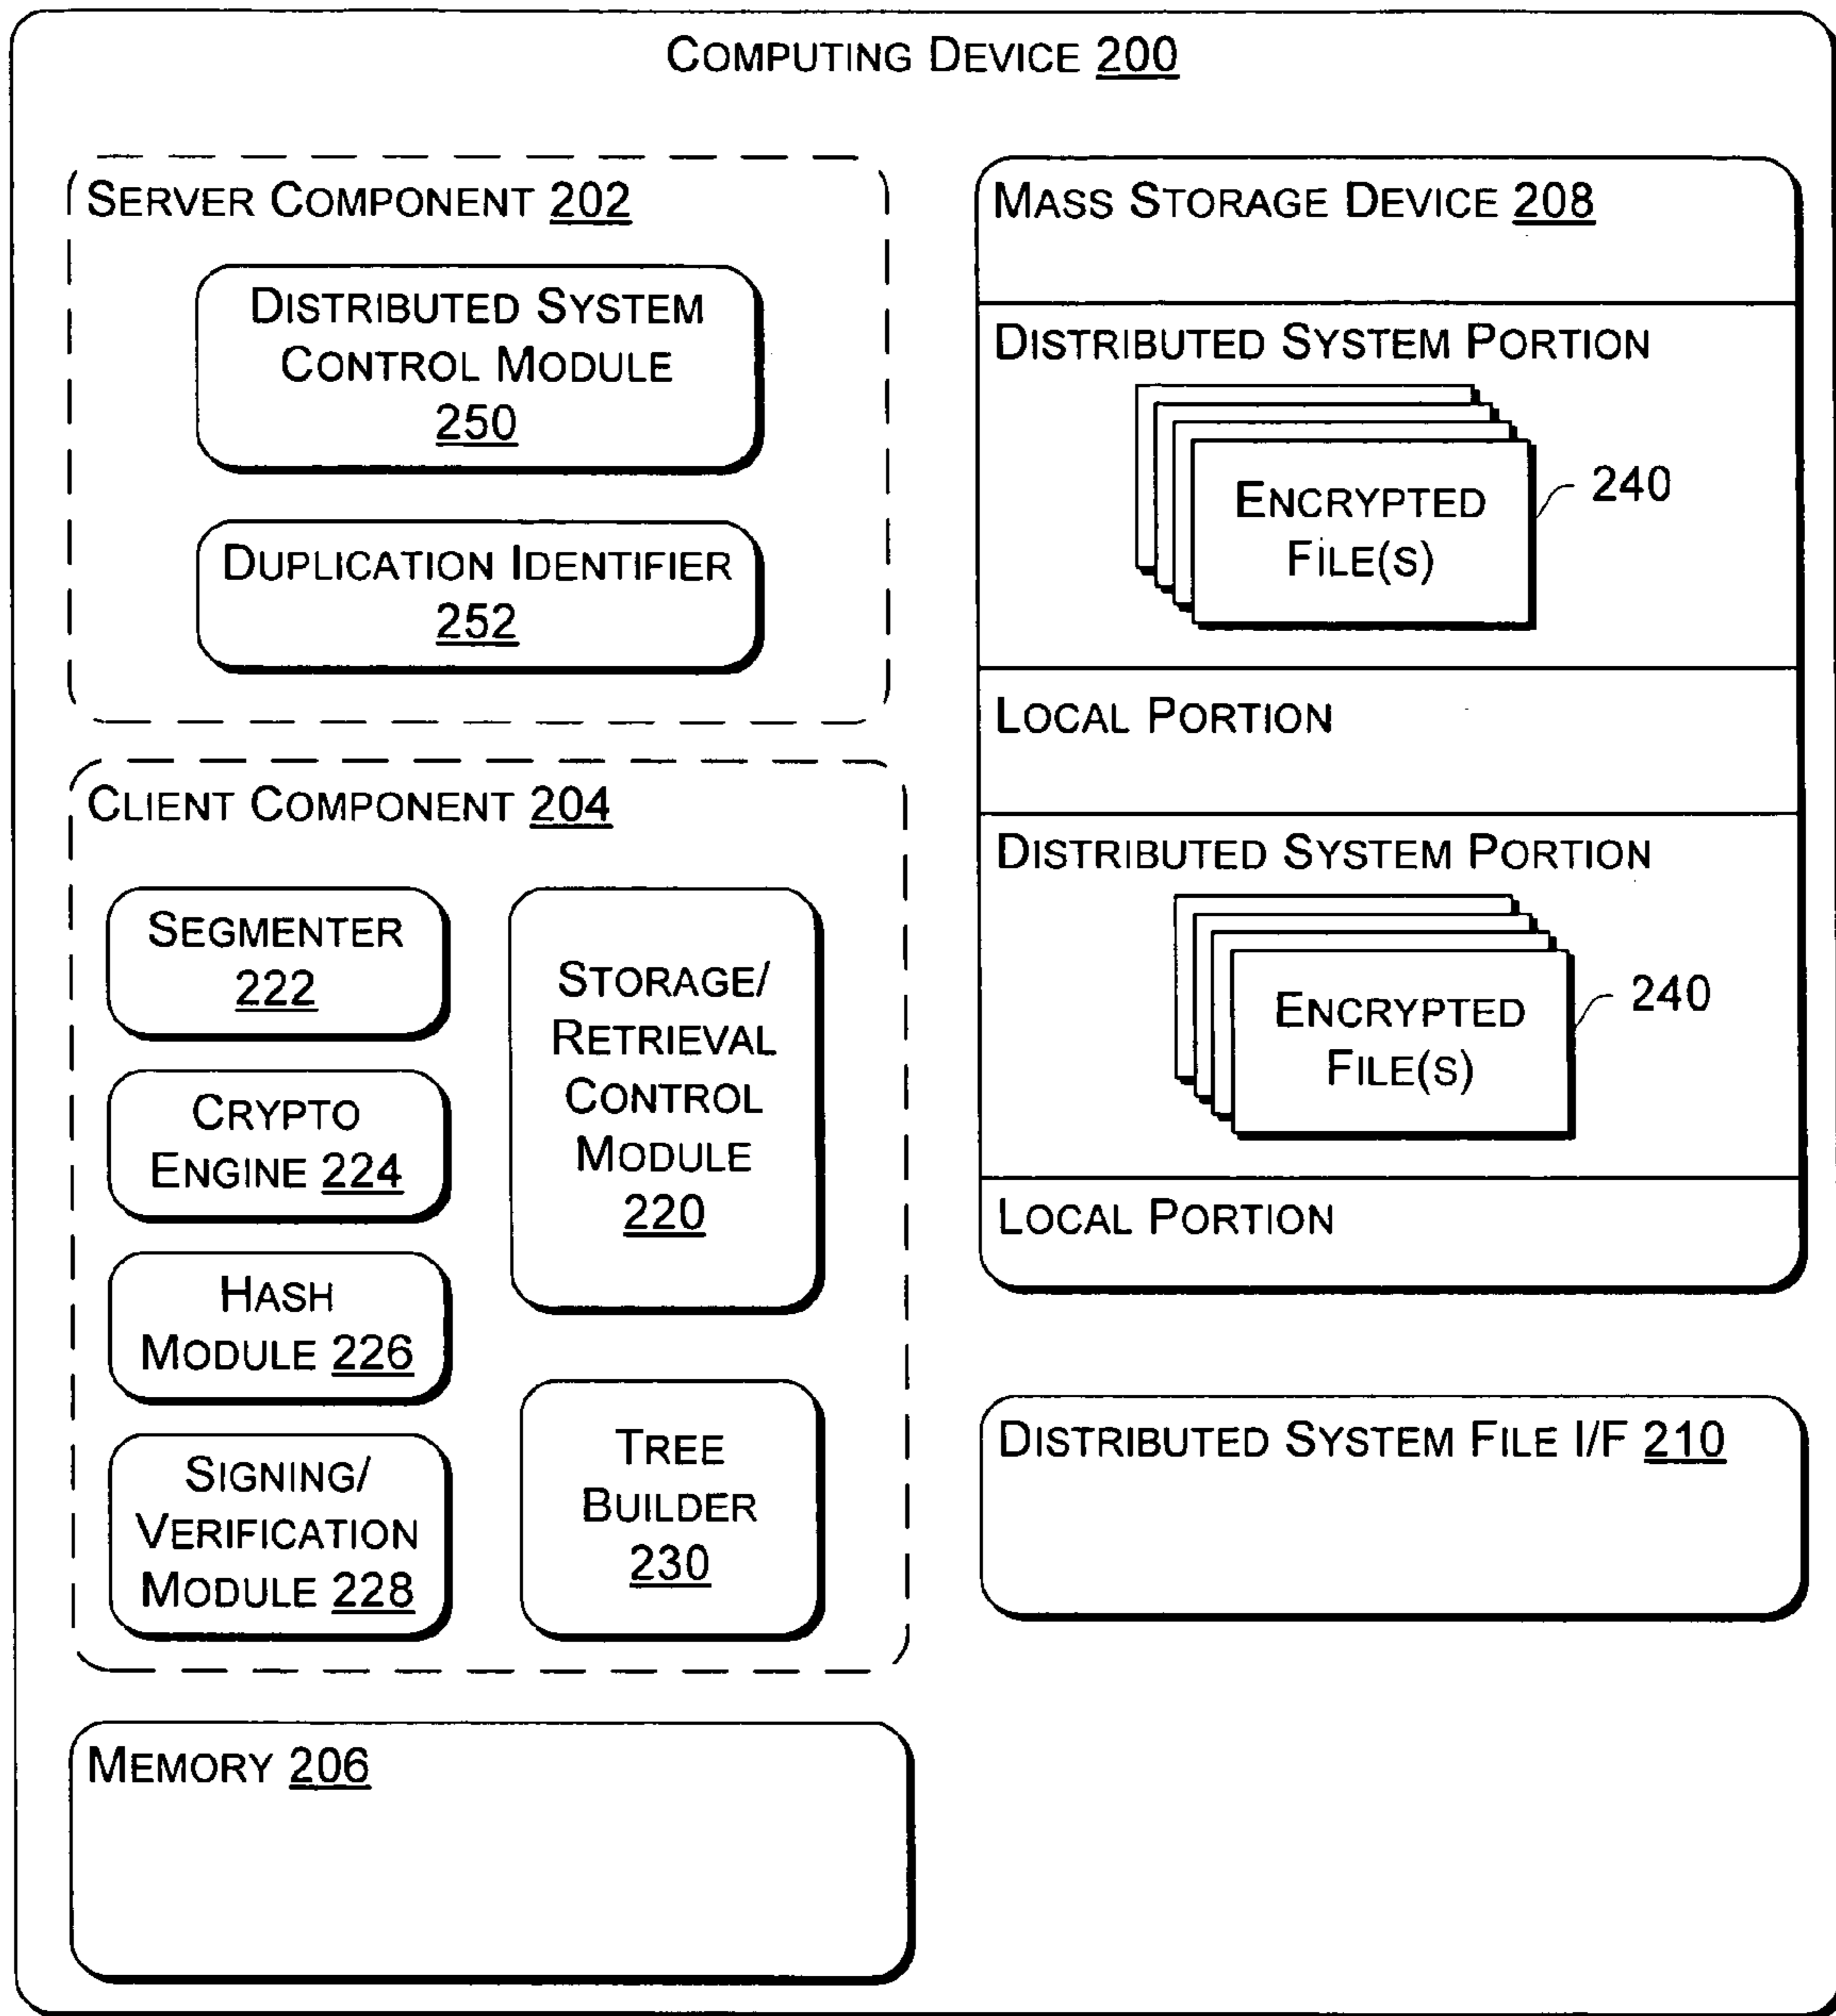 COMPUTING DEVICE 200
SERVER COMPONENT 202
DISTRIBUTED SYSTEM
CONTROL MODULE
250
DUPLICATION IDENTIFIER
252
CLIENT COMPONENT 204
SEGMENTER
222
CRYPTO
ENGINE 224
HASH
MODULE 226
SIGNING/
VERIFICATION
MODULE 228
STORAGE/
RETRIEVAL
CONTROL
MODULE
220
TREE
BUILDER
230
MEMORY 206
MASS STORAGE DEVICE 208
DISTRIBUTED SYSTEM PORTION
ENCRYPTED
FILE(S)
240
LOCAL PORTION
DISTRIBUTED SYSTEM PORTION
ENCRYPTED
FILE(S)
240
LOCAL PORTION
DISTRIBUTED SYSTEM FILE I/F 210